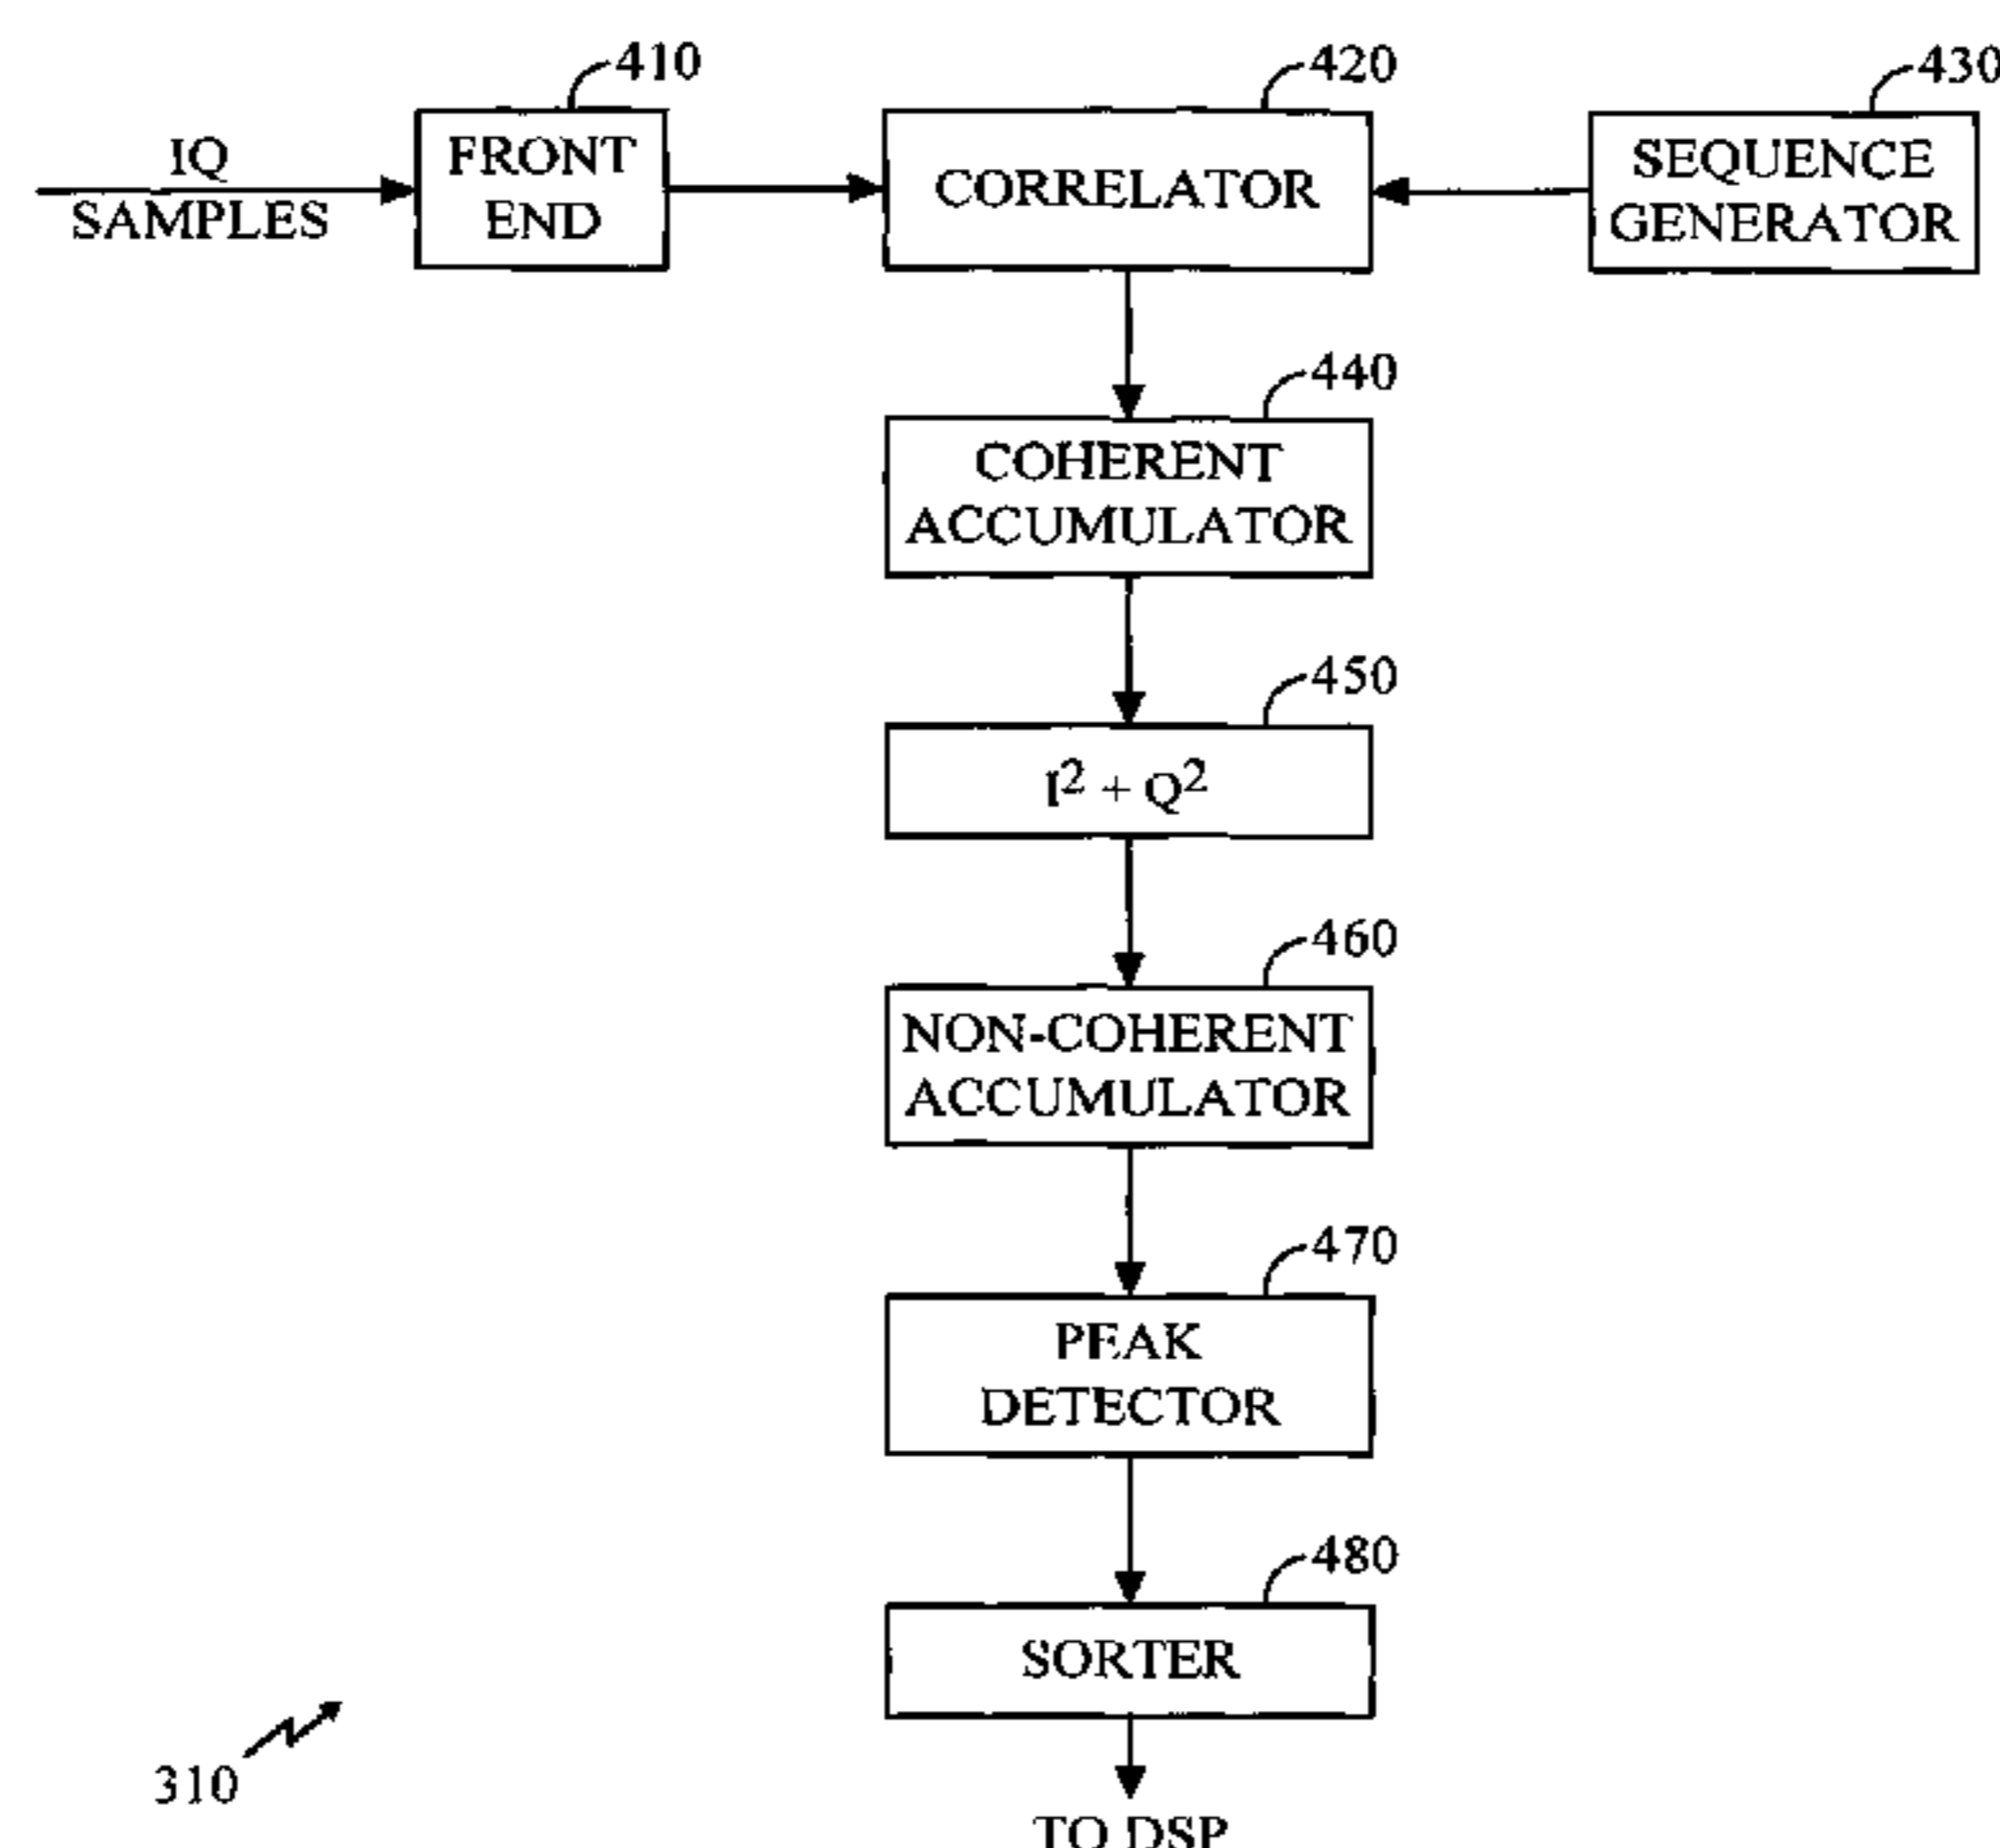 410
420
430
IQ
SAMPLES
FRONT
END
CORRELATOR
SEQUENCE
GENERATOR
440
COHERENT
ACCUMULATOR
450
I² + Q²
460
NON-COHERENT
ACCUMULATOR
470
PEAK
DETECTOR
480
SORTER
310
TO DSP